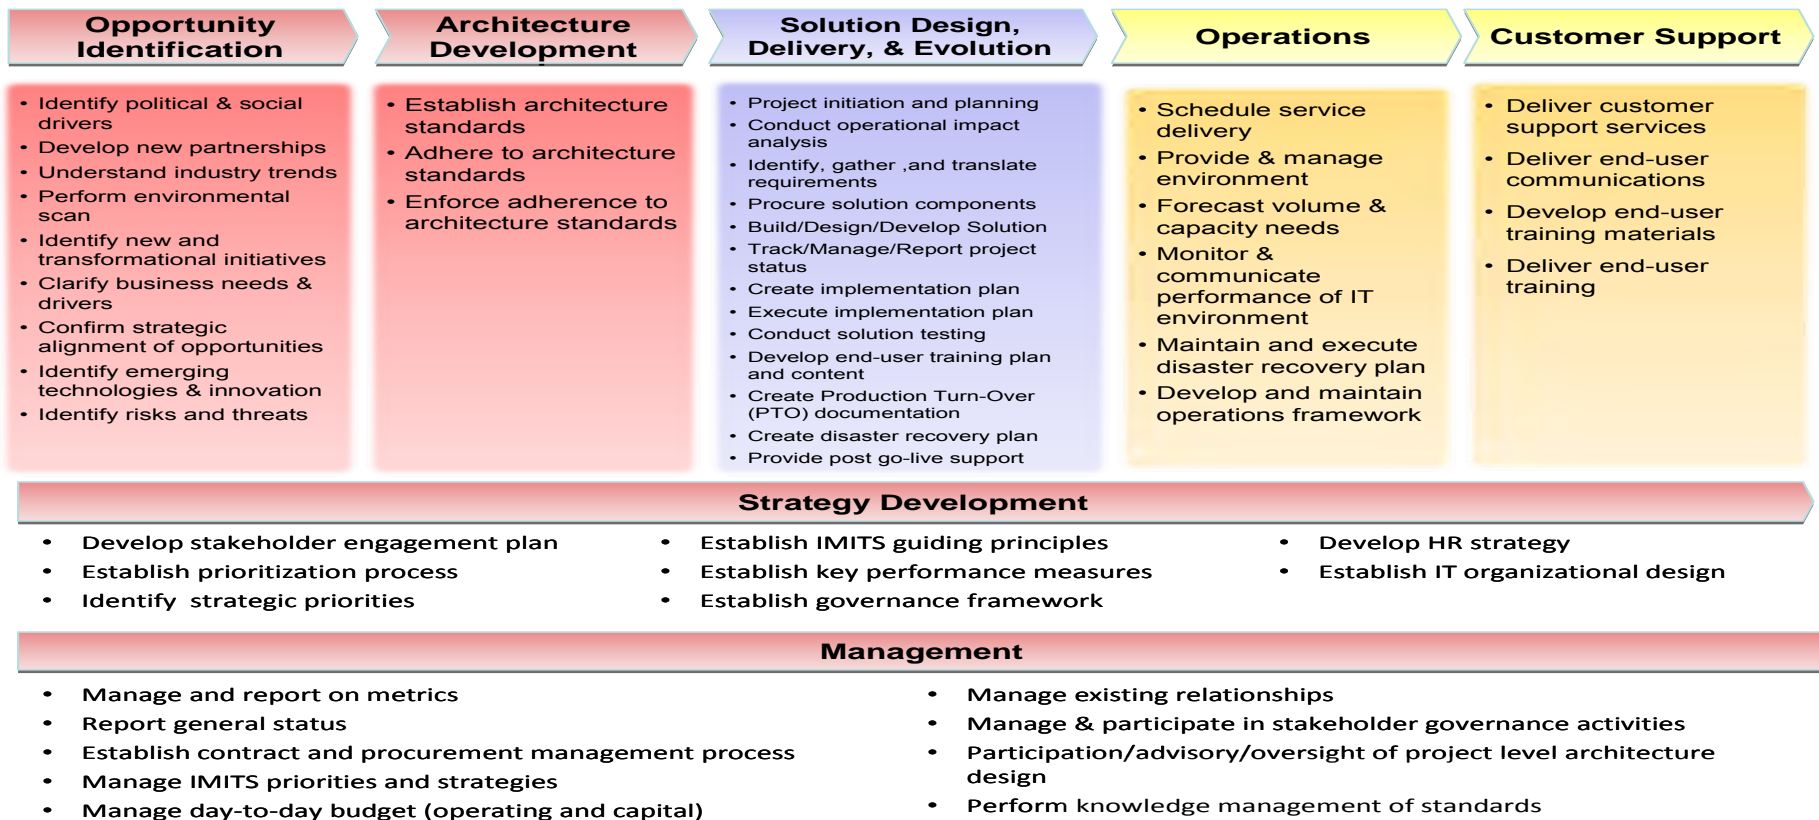 Opportunity
Identification
Architecture
Development
Solution Design,
Delivery, & Evolution
Operations
Customer Support
• Identify political & social
drivers
• Develop new partnerships
• Understand industry trends
• Perform environmental
scan
• Identify new and
transformational initiatives
• Clarify business needs &
drivers
• Confirm strategic
alignment of opportunities
• Identify emerging
technologies & innovation
• Identify risks and threats
• Establish architecture
standards
• Adhere to architecture
standards
• Enforce adherence to
architecture standards
• Project initiation and planning
• Conduct operational impact
analysis
• Identify, gather ,and translate
requirements
• Procure solution components
• Build/Design/Develop Solution
• Track/Manage/Report project
status
• Create implementation plan
• Execute implementation plan
• Conduct solution testing
• Develop end-user training plan
and content
• Create Production Turn-Over
(PTO) documentation
• Create disaster recovery plan
• Provide post go-live support
• Schedule service
delivery
• Provide & manage
environment
• Forecast volume &
capacity needs
• Monitor &
communicate
performance of IT
environment
• Maintain and execute
disaster recovery plan
• Develop and maintain
operations framework
• Deliver customer
support services
• Deliver end-user
communications
• Develop end-user
training materials
• Deliver end-user
training
Strategy Development
• Develop stakeholder engagement plan
• Establish prioritization process
• Identify strategic priorities
• Establish IMITS guiding principles
• Establish key performance measures
• Establish governance framework
• Develop HR strategy
• Establish IT organizational design
Management
• Manage and report on metrics
• Report general status
• Establish contract and procurement management process
• Manage IMITS priorities and strategies
• Manage day-to-day budget (operating and capital)
• Manage existing relationships
• Manage & participate in stakeholder governance activities
• Participation/advisory/oversight of project level architecture
design
• Perform knowledge management of standards